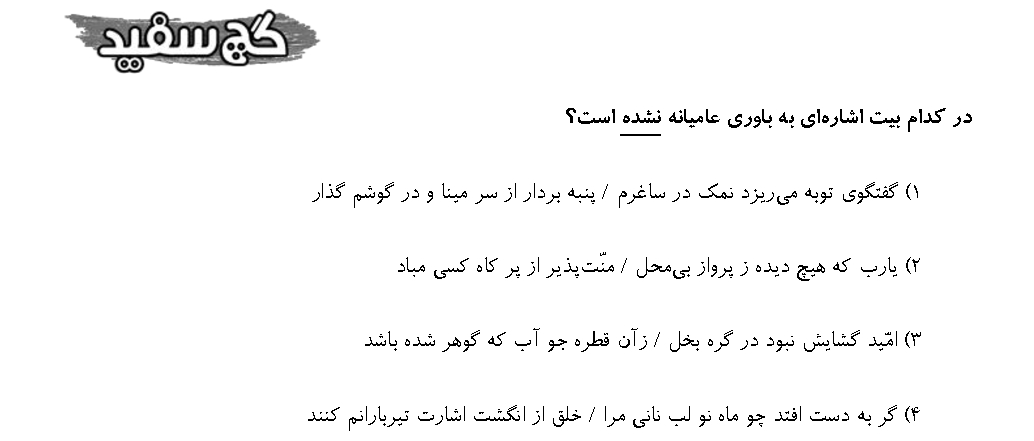 گچ سفید
در کدام بیت اشاره‌ای به باوری عامیانه نشده است؟
۱) گفتگوی توبه می‌ریزد نمک در ساغرم / پنبه بردار از سر مینا و در گوشم گذار
۲) یارب که هیچ دیده ز پرواز بی‌محل / منّت‌پذیر از پر کاه کسی مباد
۳) امّید گشایش نبود در گره بخل / زآن قطره جو آب که گوهر شده باشد
۴) گر به دست افتد چو ماه نو لب نانی مرا / خلق از انگشت اشارت تیربارانم کنند